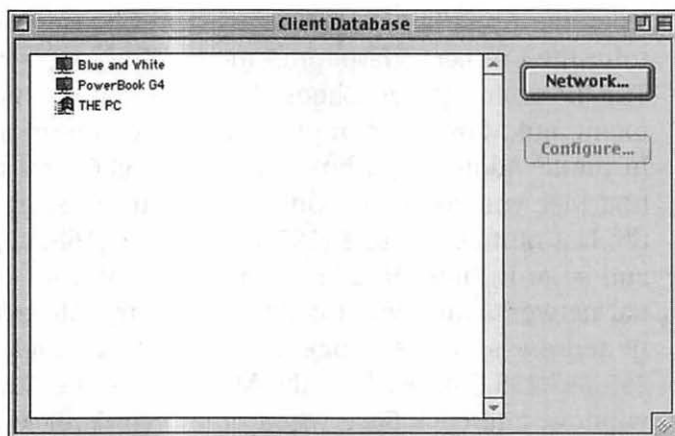 Client Database
Blue and White
PowerBook G4
THE PC
Network...
Configure...